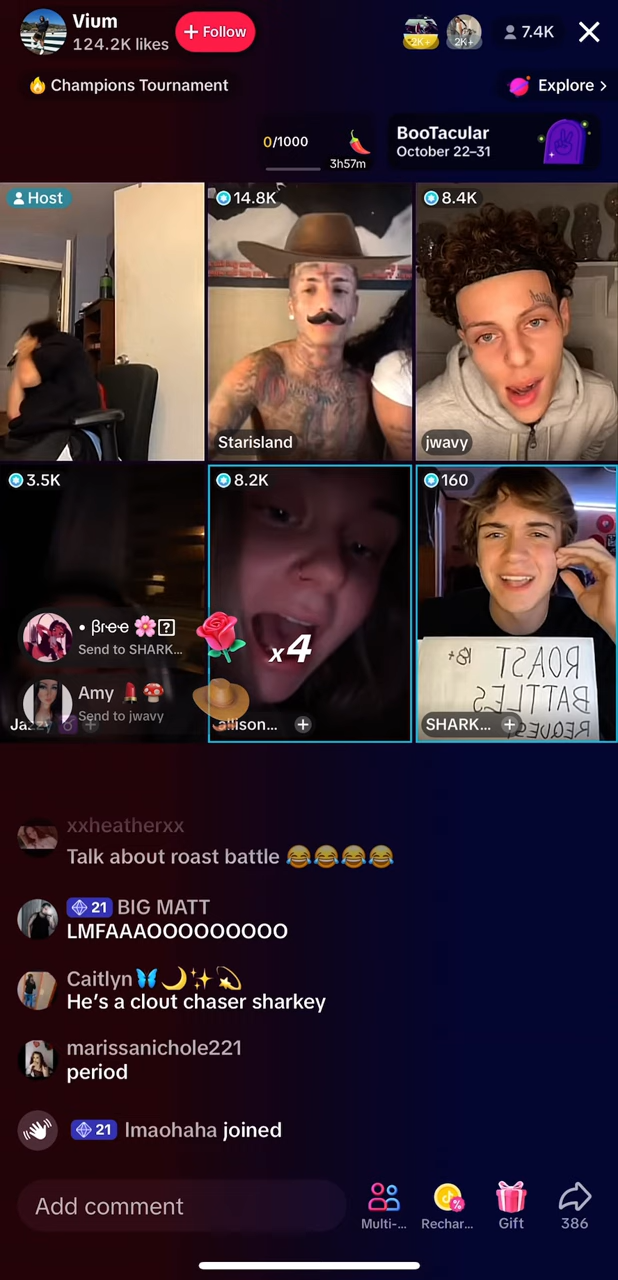 Vium
124.2K likes
+ Follow
2K+
2K+
7.4K
🔥 Champions Tournament
Explore >
0/1000
3h57m
BooTacular
October 22–31
Host
14.8K
8.4K
Starisland
jwavy
3.5K
8.2K
160
• βree 🌸
Send to SHARK...
x4
Amy 💄🍄
Send to jwavy
allison... +
SHARK... +
ROAST
BATTLES
REQUEST
xxheatherxx
Talk about roast battle 😂😂😂😂
21 BIG MATT
LMFAAAOOOOOOOOO
Caitlyn🦋🌙✨💫
He's a clout chaser sharkey
marissanichole221
period
21 lmaohaha joined
Add comment
Multi-...
Rechar...
Gift
386